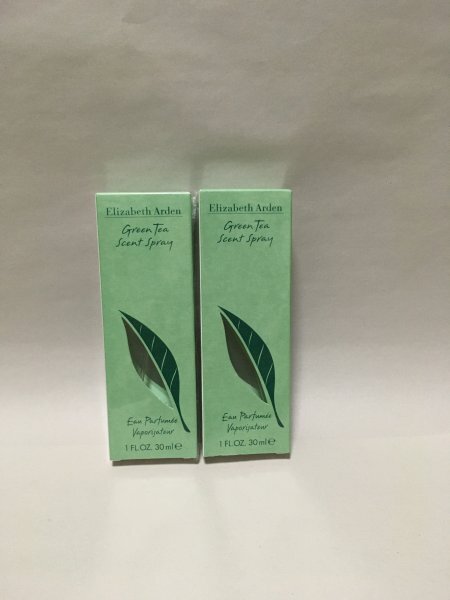 Elizabeth Arden
Green Tea
Scent Spray
Eau Parfumée
Vaporisateur
1 FL.OZ. 30 ml e
Elizabeth Arden
Green Tea
Scent Spray
Eau Parfumée
Vaporisateur
1 FL.OZ. 30 ml e